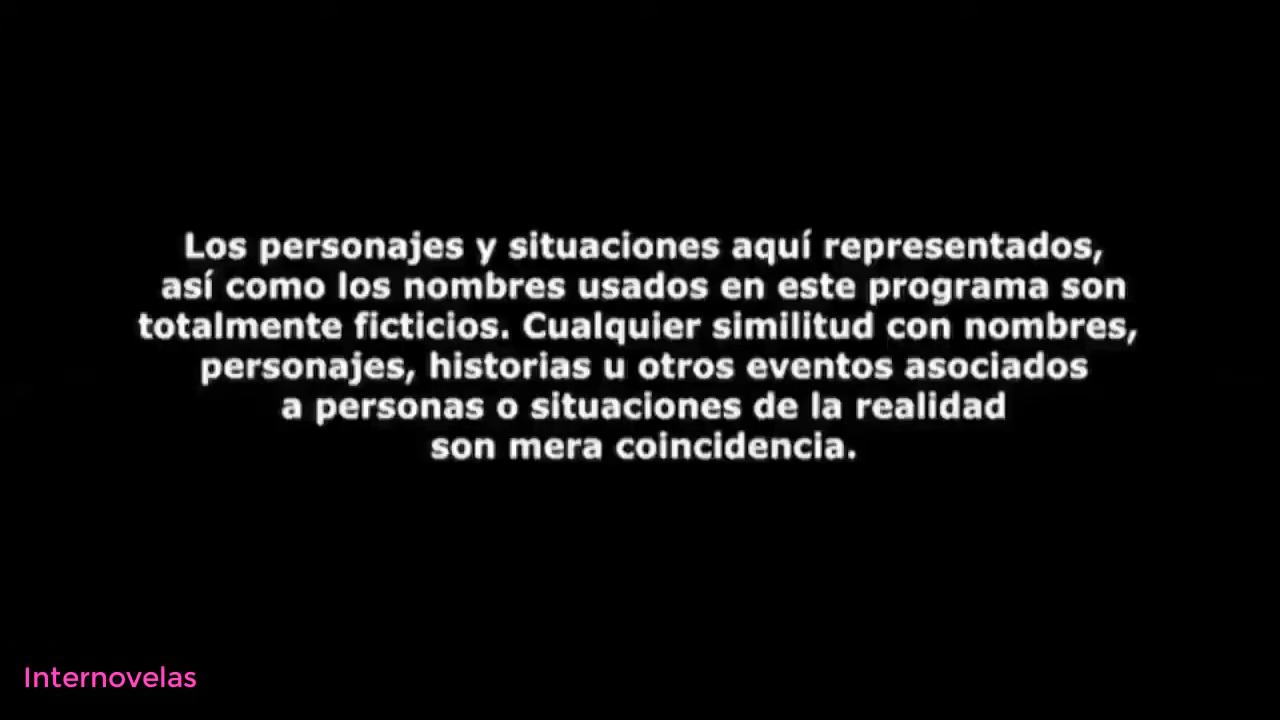 Los personajes y situaciones aquí representados,
así como los nombres usados en este programa son
totalmente ficticios. Cualquier similitud con nombres,
personajes, historias u otros eventos asociados
a personas o situaciones de la realidad
son mera coincidencia.
Internovelas